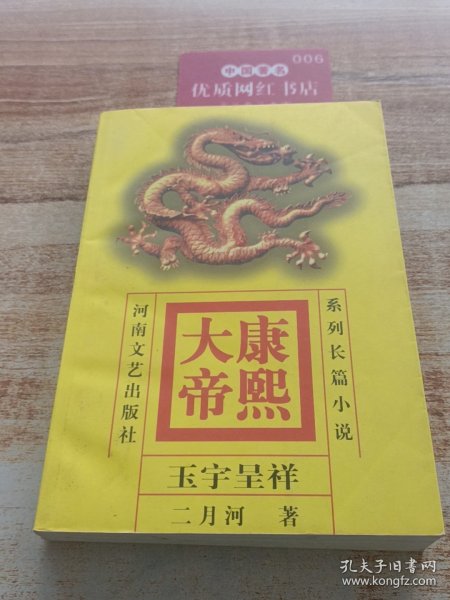 006
中国著名
优质网红书店
康熙
大帝
系列长篇小说
河南文艺出版社
玉宇呈祥
二月河 著
孔夫子旧书网
www.kongfz.com